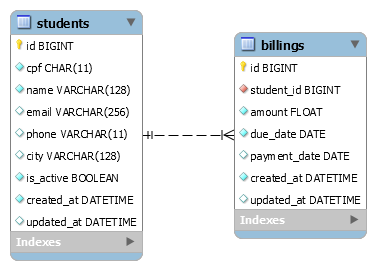 students
id BIGINT
cpf CHAR(11)
name VARCHAR(128)
email VARCHAR(256)
phone VARCHAR(11)
city VARCHAR(128)
is_active BOOLEAN
created_at DATETIME
updated_at DATETIME
Indexes
billings
id BIGINT
student_id BIGINT
amount FLOAT
due_date DATE
payment_date DATE
created_at DATETIME
updated_at DATETIME
Indexes